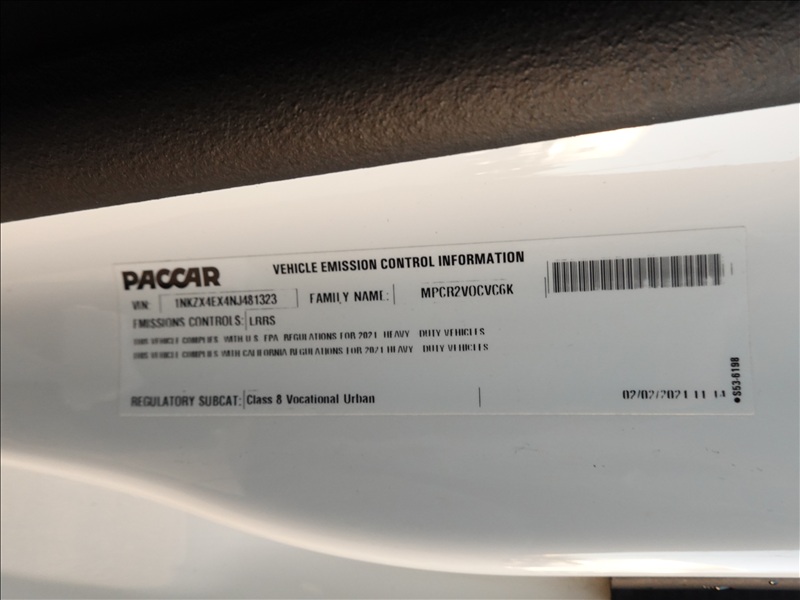 PACCAR
VEHICLE EMISSION CONTROL INFORMATION
VIN: 1NKZX4EX4NJ481323 FAMILY NAME: MPCR2VOCVCGK
EMISSIONS CONTROLS: LRRS
THIS VEHICLE COMPLIES WITH U.S. EPA REGULATIONS FOR 2021 HEAVY DUTY VEHICLES
THIS VEHICLE COMPLIES WITH CALIFORNIA REGULATIONS FOR 2021 HEAVY DUTY VEHICLES
REGULATORY SUBCAT: Class 8 Vocational Urban
02/02/2021 11 14
S53-6198